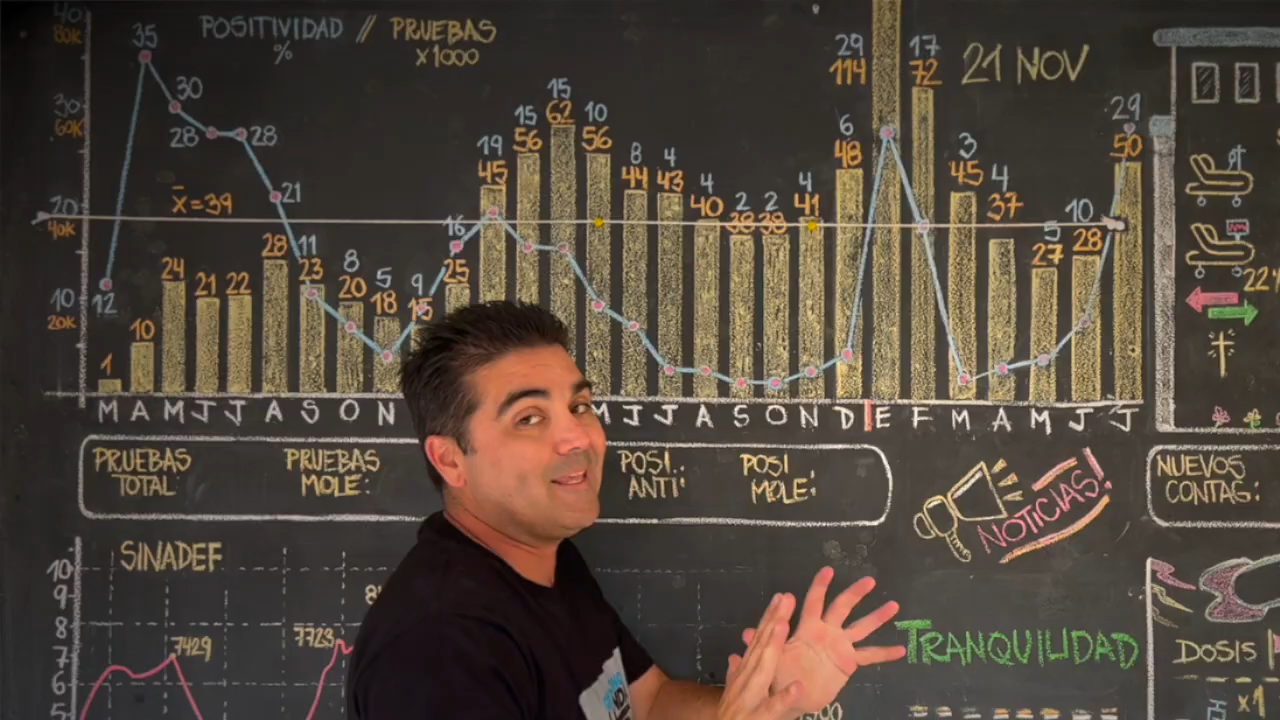 POSITIVIDAD // PRUEBAS
% X1000
21 NOV
40
80K
30
60K
20
40K
10
20K
x̄=39
12 35 30 28 28 21 11 8 5 9 16 19 15 15 10 8 4 4 2 2 4 6 29 17 3 4 5 10 29
1 10 24 21 22 28 23 20 18 15 25 45 56 62 56 44 43 40 38 38 41 48 114 72 45 37 27 28 50
M A M J J A S O N M J J A S O N D E F M A M J J
22
PRUEBAS
TOTAL:
PRUEBAS
MOLE:
POSI.
ANTI:
POSI
MOLE:
NOTICIAS!
NUEVOS
CONTAG:
SINADEF
10
9
8
7
6
5
7429
7723
8
TRANQUILIDAD
DOSIS
x1